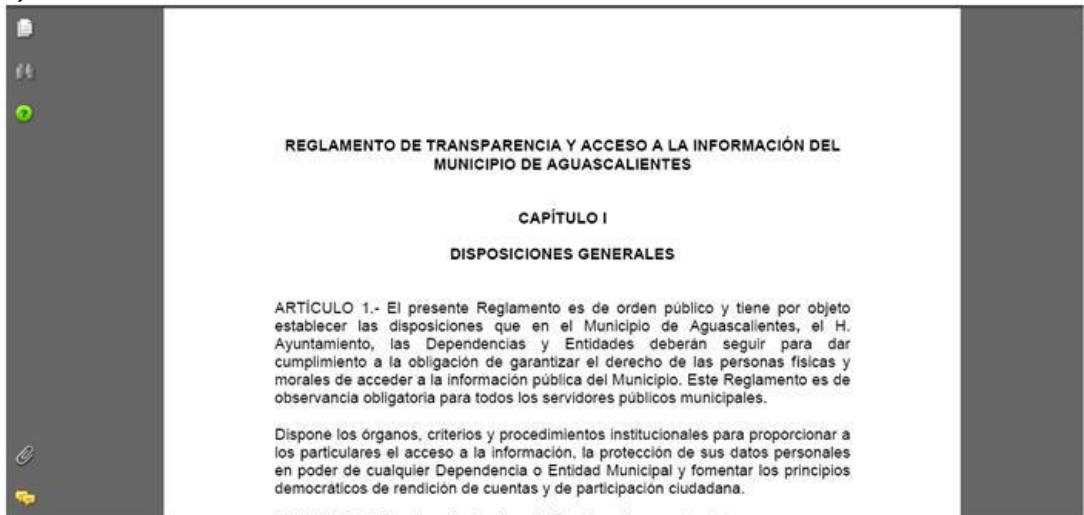 REGLAMENTO DE TRANSPARENCIA Y ACCESO A LA INFORMACIÓN DEL
MUNICIPIO DE AGUASCALIENTES
CAPÍTULO I
DISPOSICIONES GENERALES
ARTÍCULO 1.- El presente Reglamento es de orden público y tiene por objeto
establecer las disposiciones que en el Municipio de Aguascalientes, el H.
Ayuntamiento, las Dependencias y Entidades deberán seguir para dar
cumplimiento a la obligación de garantizar el derecho de las personas físicas y
morales de acceder a la información pública del Municipio. Este Reglamento es de
observancia obligatoria para todos los servidores públicos municipales.
Dispone los órganos, criterios y procedimientos institucionales para proporcionar a
los particulares el acceso a la información, la protección de sus datos personales
en poder de cualquier Dependencia o Entidad Municipal y fomentar los principios
democráticos de rendición de cuentas y de participación ciudadana.